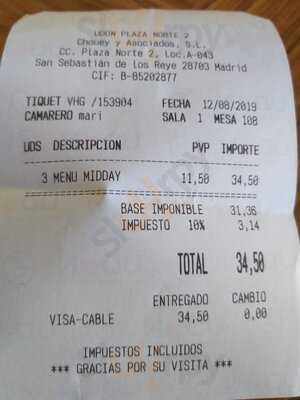 UDON PLAZA NORTE 2
Chouey y Asociados, S.L.
CC. Plaza Norte 2, Loc.A-043
San Sebastián de Los Reye 28703 Madrid
CIF: B-85202877
TIQUET VHG /153904 FECHA 12/08/2019
CAMARERO mari SALA 1 MESA 108
UDS DESCRIPCION PVP IMPORTE
3 MENU MIDDAY 11,50 34,50
BASE IMPONIBLE 31,36
IMPUESTO 10% 3,14
TOTAL 34,50
ENTREGADO CAMBIO
VISA-CABLE 34,50 0,00
IMPUESTOS INCLUIDOS
*** GRACIAS POR SU VISITA ***